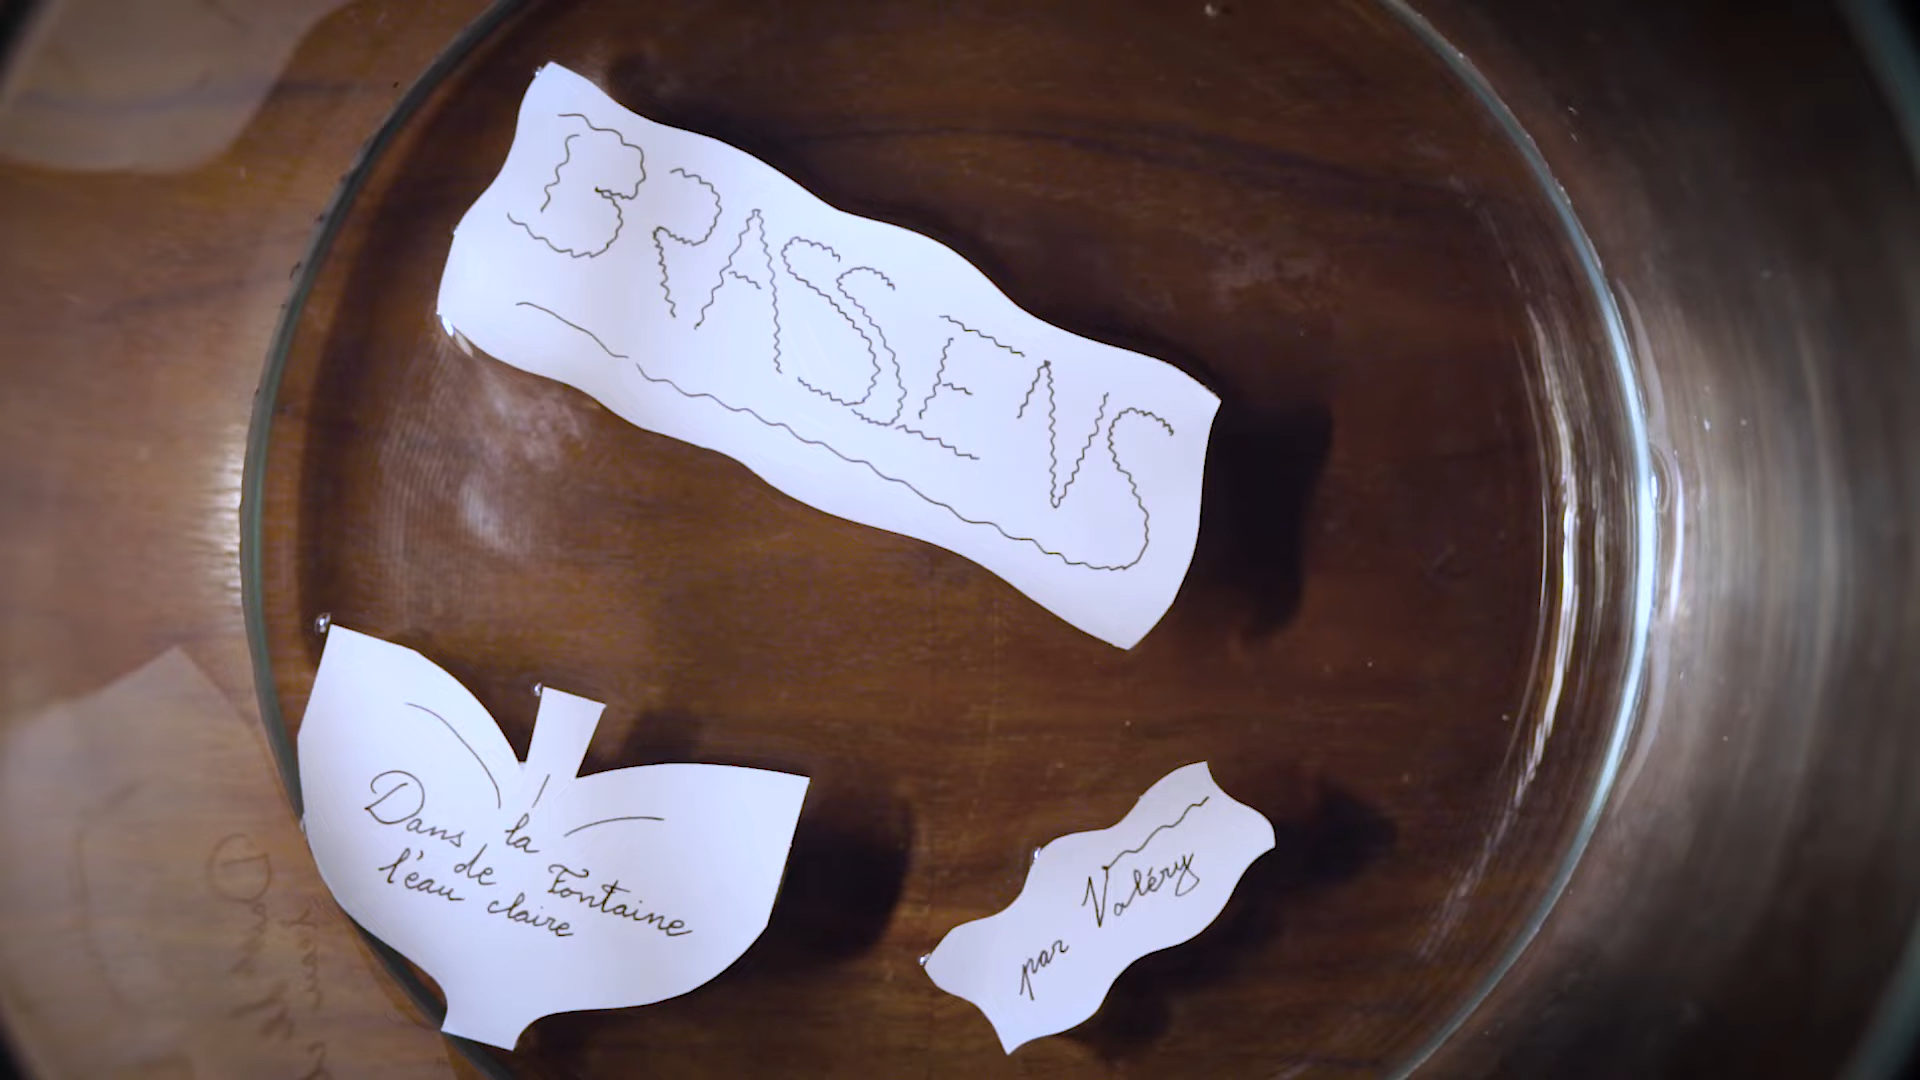 BRASSENS
Dans la Fontaine
de
l'eau claire
par Valéry